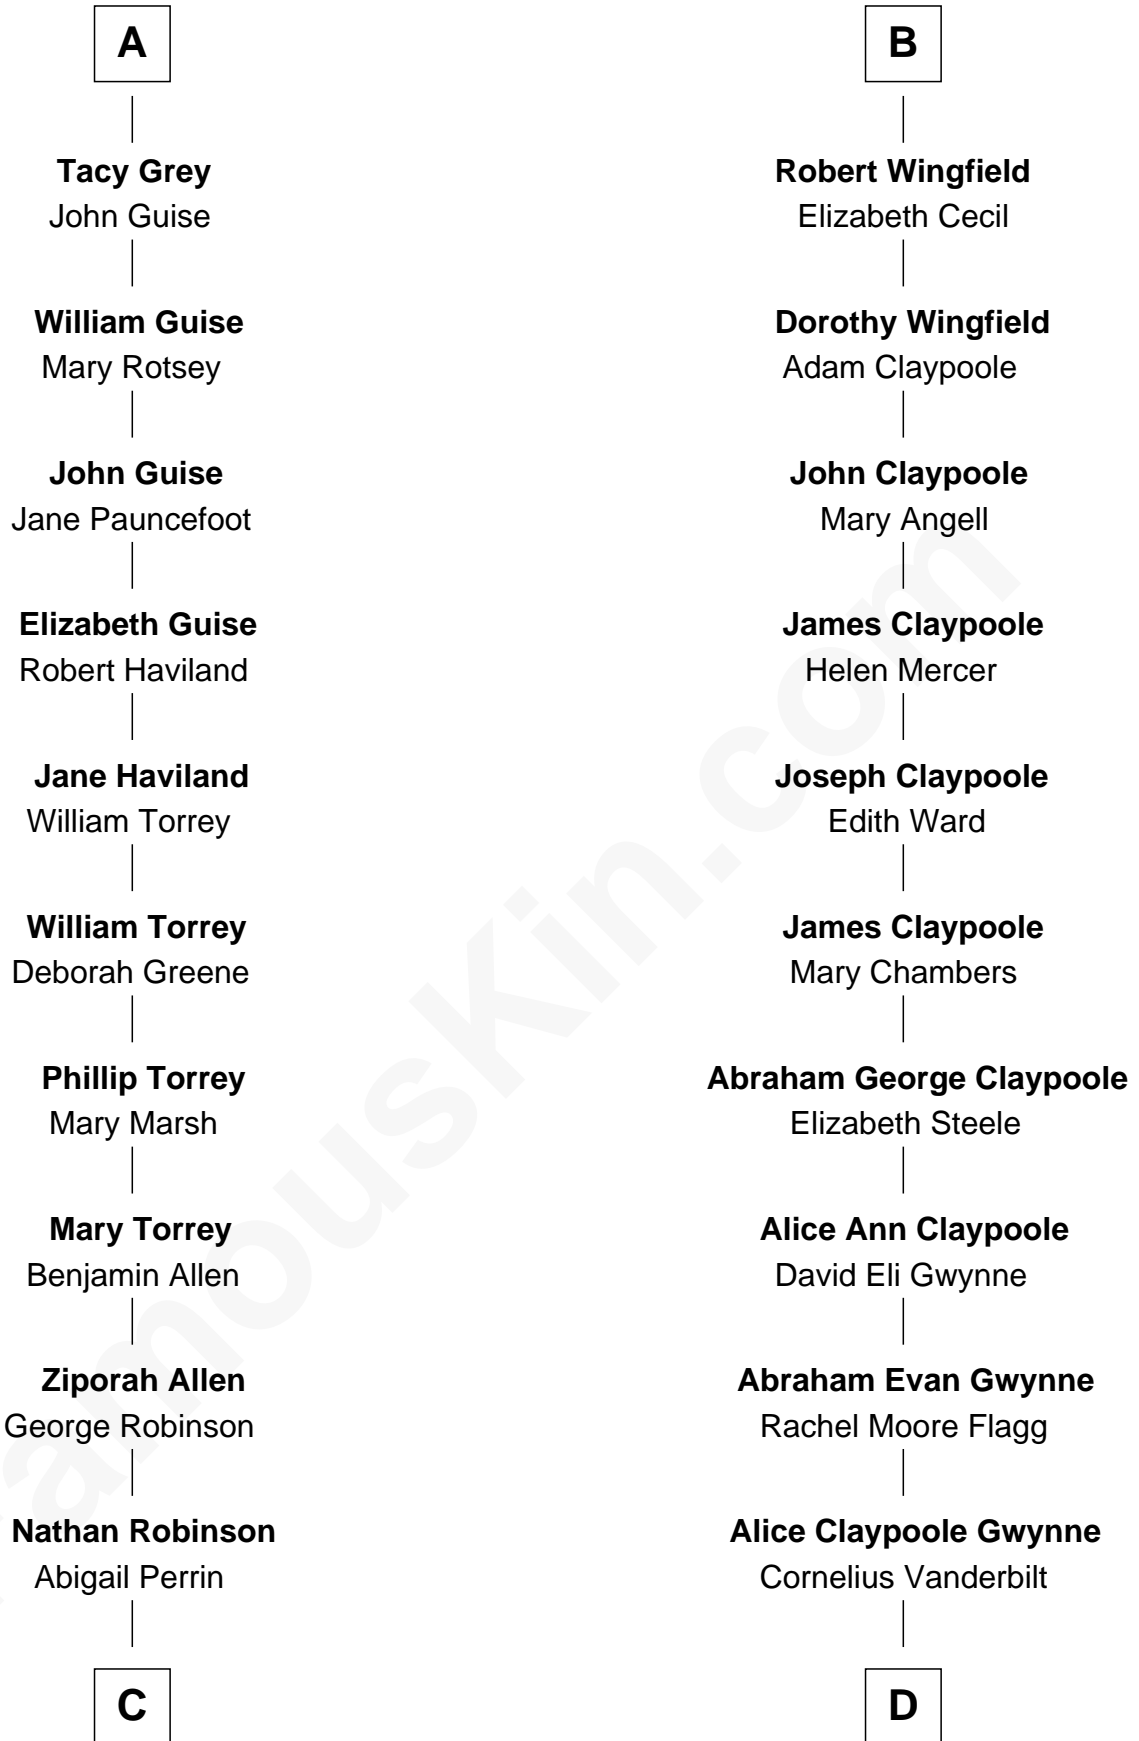 A
Tacy Grey
John Guise
William Guise
Mary Rotsey
John Guise
Jane Pauncefoot
Elizabeth Guise
Robert Haviland
Jane Haviland
William Torrey
William Torrey
Deborah Greene
Phillip Torrey
Mary Marsh
Mary Torrey
Benjamin Allen
Ziporah Allen
George Robinson
Nathan Robinson
Abigail Perrin
C
B
Robert Wingfield
Elizabeth Cecil
Dorothy Wingfield
Adam Claypoole
John Claypoole
Mary Angell
James Claypoole
Helen Mercer
Joseph Claypoole
Edith Ward
James Claypoole
Mary Chambers
Abraham George Claypoole
Elizabeth Steele
Alice Ann Claypoole
David Eli Gwynne
Abraham Evan Gwynne
Rachel Moore Flagg
Alice Claypoole Gwynne
Cornelius Vanderbilt
D
famousKin.com